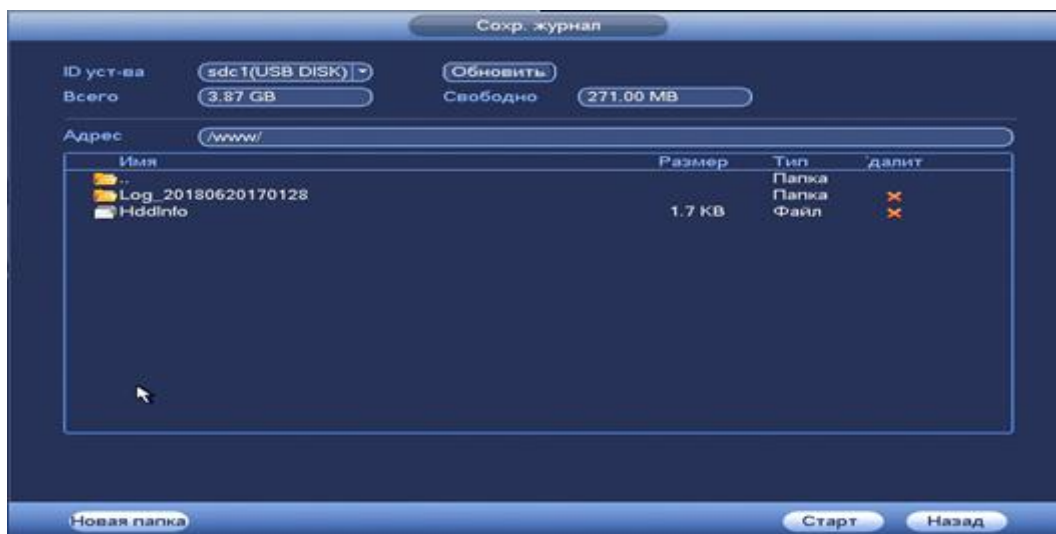 Сохр. журнал
ID уст-ва sdc1(USB DISK) Обновить
Всего 3.87 GB Свободно 271.00 MB
Адрес /www/
Имя Размер Тип далит
.. Папка
Log_20180620170128 Папка
HddInfo 1.7 KB Файл
Новая папка Старт Назад